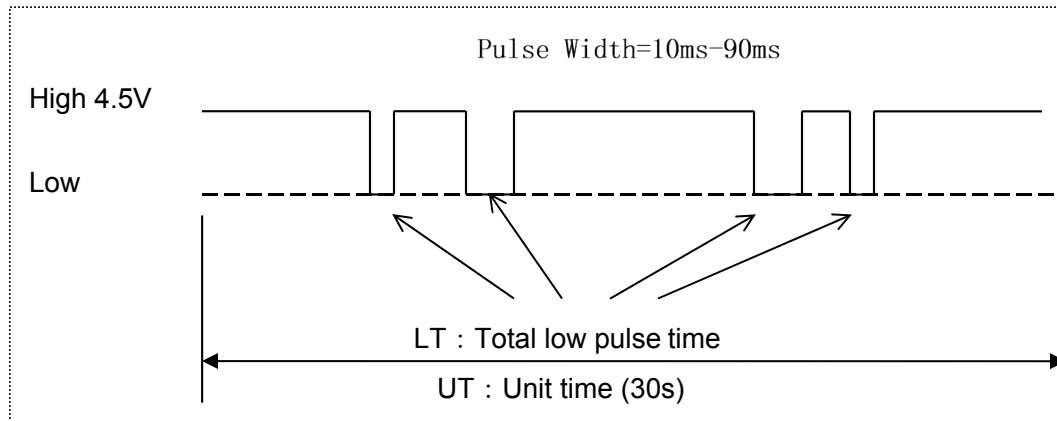 Pulse Width=10ms-90ms
High 4.5V
Low
LT：Total low pulse time
UT：Unit time (30s)